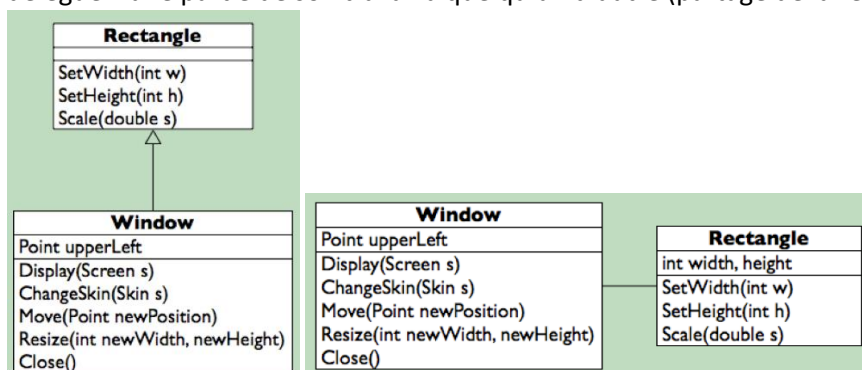 Rectangle
SetWidth(int w)
SetHeight(int h)
Scale(double s)
Window
Point upperLeft
Display(Screen s)
ChangeSkin(Skin s)
Move(Point newPosition)
Resize(int newWidth, newHeight)
Close()
Window
Point upperLeft
Display(Screen s)
ChangeSkin(Skin s)
Move(Point newPosition)
Resize(int newWidth, newHeight)
Close()
Rectangle
int width, height
SetWidth(int w)
SetHeight(int h)
Scale(double s)